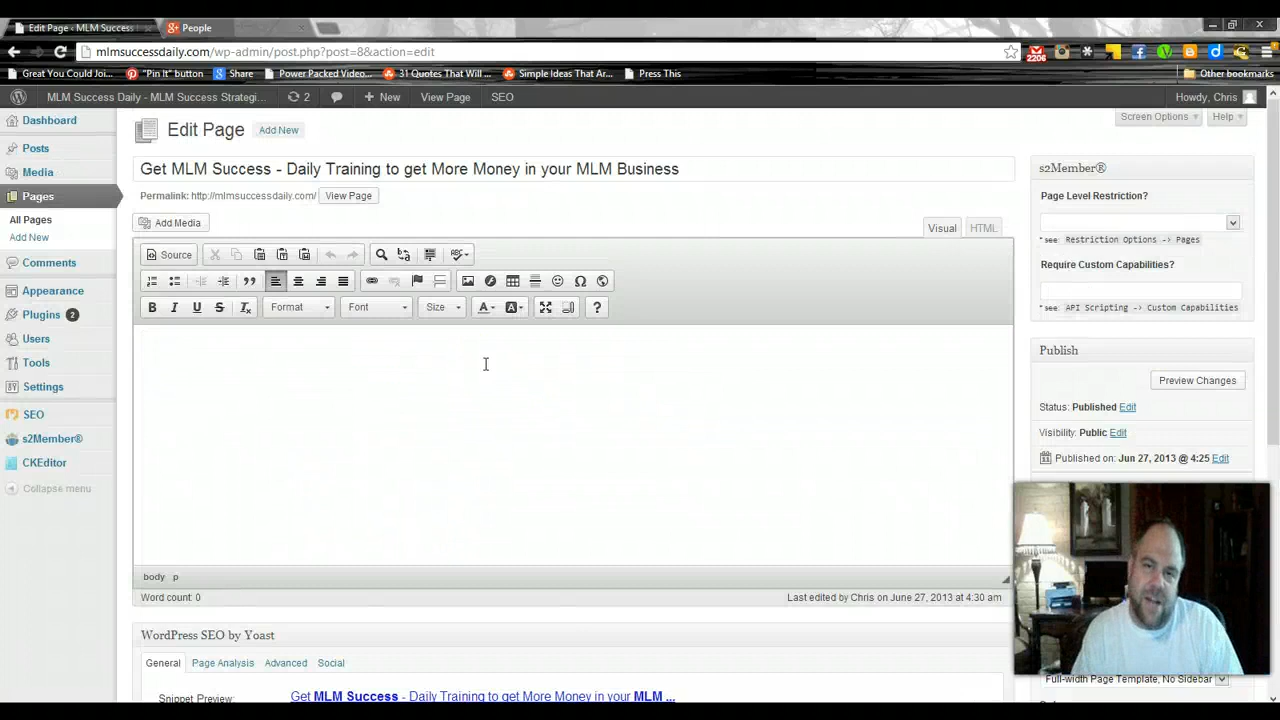 Edit Page ‹ MLM Success
People
mlmsuccessdaily.com/wp-admin/post.php?post=8&action=edit
2206
Great You Could Joi...
"Pin It" button
Share
Power Packed Video...
31 Quotes That Will ...
Simple Ideas That Ar...
Press This
Other bookmarks
MLM Success Daily - MLM Success Strategi...
2
New
View Page
SEO
Howdy, Chris
Dashboard
Posts
Media
Pages
All Pages
Add New
Comments
Appearance
Plugins 2
Users
Tools
Settings
SEO
s2Member®
CKEditor
Collapse menu
Edit Page Add New
Screen Options
Help
Get MLM Success - Daily Training to get More Money in your MLM Business
Permalink: http://mlmsuccessdaily.com/ View Page
Add Media
Visual
HTML
Source
ABC
B I U S Tx
Format
Font
Size
A
A
?
body p
Word count: 0
Last edited by Chris on June 27, 2013 at 4:30 am
WordPress SEO by Yoast
General Page Analysis Advanced Social
Snippet Preview:
Get MLM Success - Daily Training to get More Money in your MLM ...
s2Member®
Page Level Restriction?
* see: Restriction Options -> Pages
Require Custom Capabilities?
* see: API Scripting -> Custom Capabilities
Publish
Preview Changes
Status: Published Edit
Visibility: Public Edit
Published on: Jun 27, 2013 @ 4:25 Edit
Full-width Page Template, No Sidebar